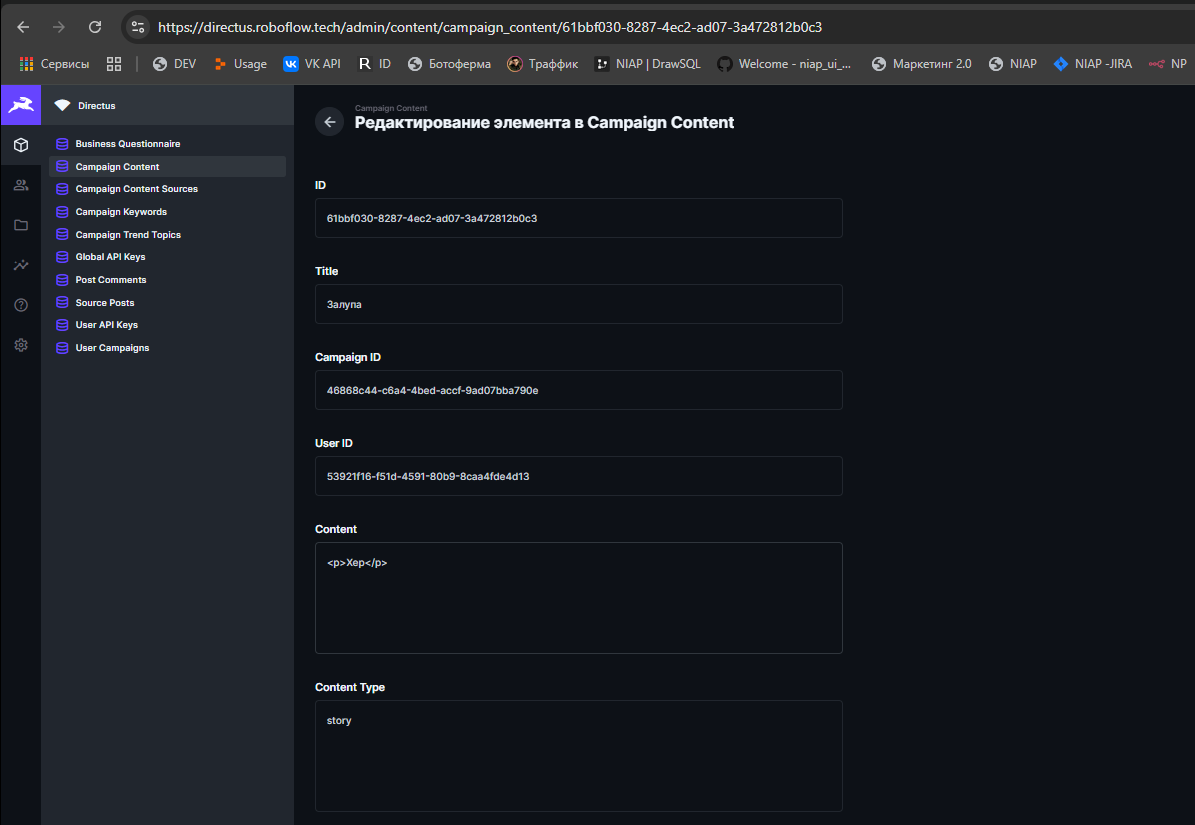 https://directus.roboflow.tech/admin/content/campaign_content/61bbf030-8287-4ec2-ad07-3a472812b0c3
Сервисы DEV Usage VK API ID Ботоферма Траффик NIAP | DrawSQL Welcome - niap_ui_... Маркетинг 2.0 NIAP NIAP -JIRA NP
Directus
Business Questionnaire
Campaign Content
Campaign Content Sources
Campaign Keywords
Campaign Trend Topics
Global API Keys
Post Comments
Source Posts
User API Keys
User Campaigns
Campaign Content
Редактирование элемента в Campaign Content
ID
61bbf030-8287-4ec2-ad07-3a472812b0c3
Title
Залупа
Campaign ID
46868c44-c6a4-4bed-accf-9ad07bba790e
User ID
53921f16-f51d-4591-80b9-8caa4fde4d13
Content
<p>Хер</p>
Content Type
story